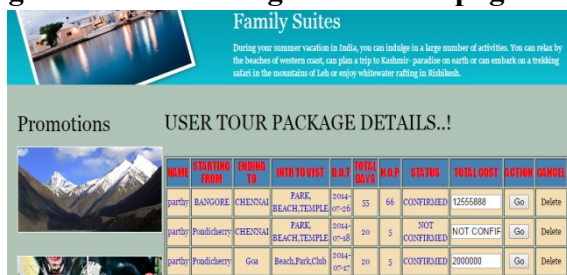 Family Suites
During your summer vacation in India, you can indulge in a large number of activities. You can relax by
the beaches of western coast, can plan a trip to Kashmir- paradise on earth or can embark on a trekking
safari in the mountains of Leh or enjoy whitewater rafting in Rishikesh.
Promotions
USER TOUR PACKAGE DETAILS..!
NAME STARTING FROM ENDING TO INTR TO VIST D.O.T TOTAL DAYS N.O.P STATUS TOTAL COST ACTION CANCEL
parthy BANGORE CHENNAI PARK, BEACH,TEMPLE 2014-07-26 55 66 CONFIRMED 12555888 Go Delete
parthy Pondicherry CHENNAI PARK, BEACH,TEMPLE 2014-07-18 20 5 NOT CONFIRMED NOT CONFIF Go Delete
parthy Pondicherry Goa Beach,Park,Club 2014-07-17 20 5 CONFIRMED 2000000 Go Delete